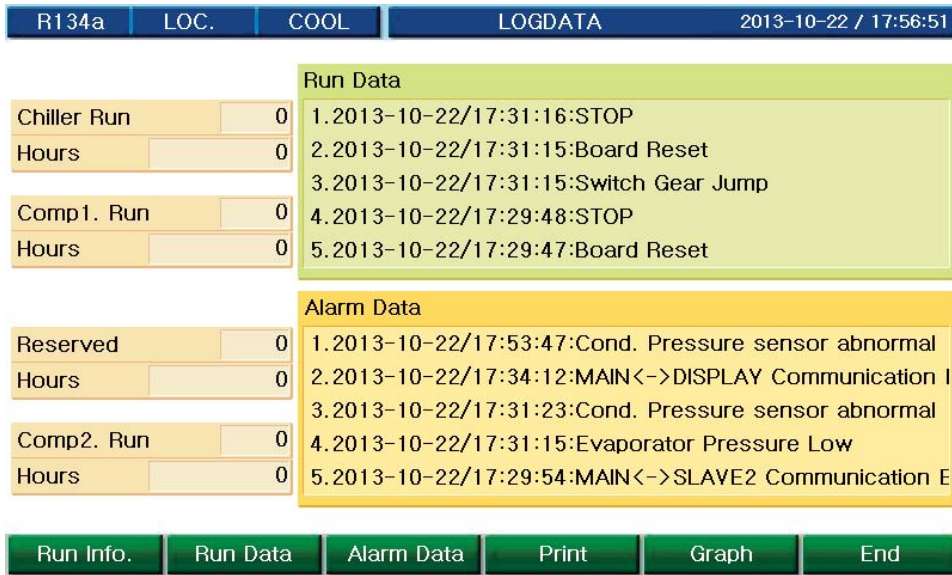 R134a LOC. COOL LOGDATA 2013-10-22 / 17:56:51
Chiller Run 0
Hours 0
Comp1. Run 0
Hours 0
Run Data
1.2013-10-22/17:31:16:STOP
2.2013-10-22/17:31:15:Board Reset
3.2013-10-22/17:31:15:Switch Gear Jump
4.2013-10-22/17:29:48:STOP
5.2013-10-22/17:29:47:Board Reset
Reserved 0
Hours 0
Comp2. Run 0
Hours 0
Alarm Data
1.2013-10-22/17:53:47:Cond. Pressure sensor abnormal
2.2013-10-22/17:34:12:MAIN<->DISPLAY Communication
3.2013-10-22/17:31:23:Cond. Pressure sensor abnormal
4.2013-10-22/17:31:15:Evaporator Pressure Low
5.2013-10-22/17:29:54:MAIN<->SLAVE2 Communication E
Run Info. Run Data Alarm Data Print Graph End